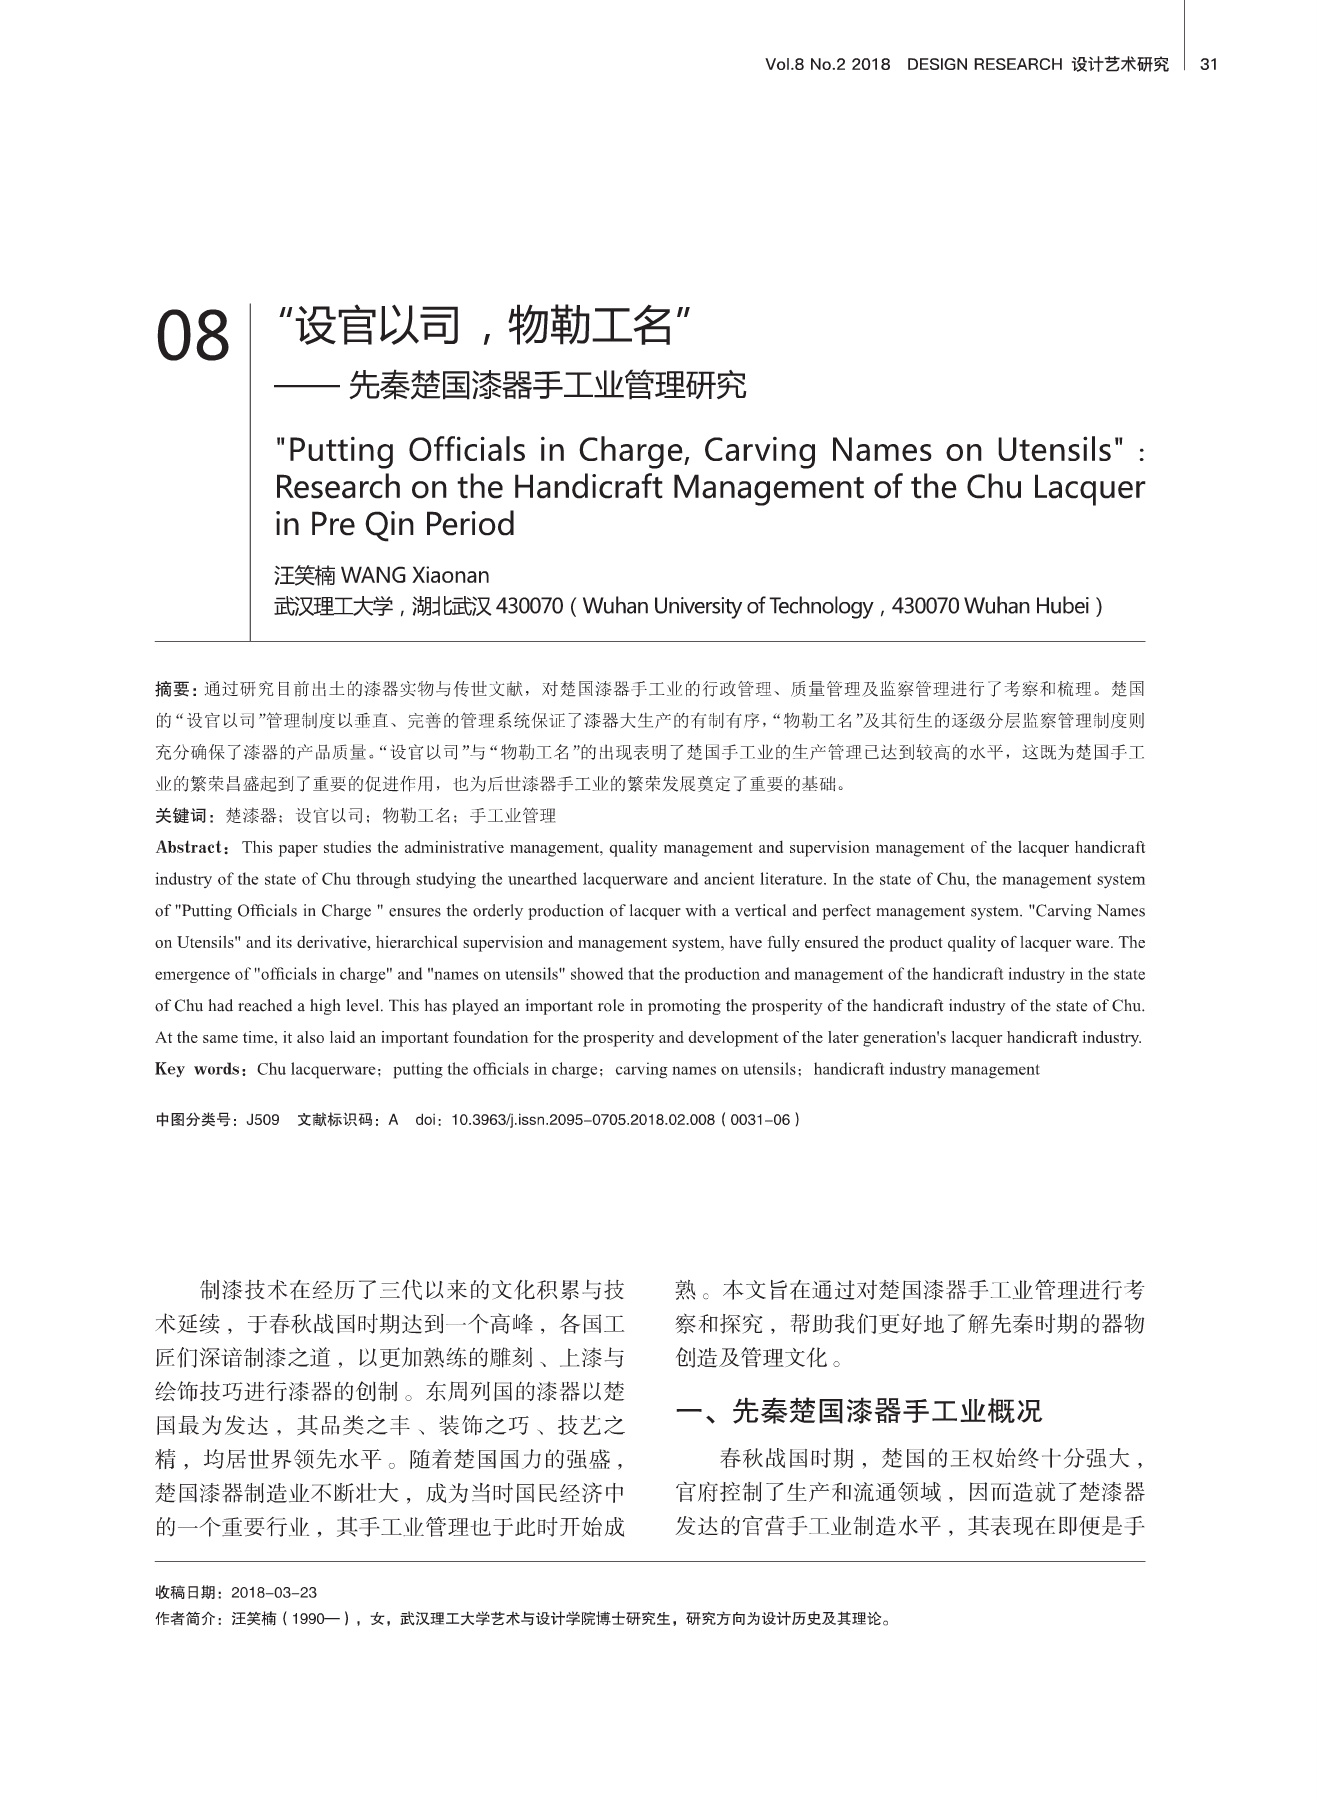 Vol.8 No.2 2018 DESIGN RESEARCH 设计艺术研究 31
08
“设官以司，物勒工名”
—— 先秦楚国漆器手工业管理研究
"Putting Officials in Charge, Carving Names on Utensils" :
Research on the Handicraft Management of the Chu Lacquer
in Pre Qin Period
汪笑楠 WANG Xiaonan
武汉理工大学，湖北武汉 430070（Wuhan University of Technology，430070 Wuhan Hubei）
摘要：通过研究目前出土的漆器实物与传世文献，对楚国漆器手工业的行政管理、质量管理及监察管理进行了考察和梳理。楚国
的“设官以司”管理制度以垂直、完善的管理系统保证了漆器大生产的有制有序，“物勒工名”及其衍生的逐级分层监察管理制度则
充分确保了漆器的产品质量。“设官以司”与“物勒工名”的出现表明了楚国手工业的生产管理已达到较高的水平，这既为楚国手工
业的繁荣昌盛起到了重要的促进作用，也为后世漆器手工业的繁荣发展奠定了重要的基础。
关键词：楚漆器；设官以司；物勒工名；手工业管理
Abstract：This paper studies the administrative management, quality management and supervision management of the lacquer handicraft
industry of the state of Chu through studying the unearthed lacquerware and ancient literature. In the state of Chu, the management system
of "Putting Officials in Charge " ensures the orderly production of lacquer with a vertical and perfect management system. "Carving Names
on Utensils" and its derivative, hierarchical supervision and management system, have fully ensured the product quality of lacquer ware. The
emergence of "officials in charge" and "names on utensils" showed that the production and management of the handicraft industry in the state
of Chu had reached a high level. This has played an important role in promoting the prosperity of the handicraft industry of the state of Chu.
At the same time, it also laid an important foundation for the prosperity and development of the later generation's lacquer handicraft industry.
Key words：Chu lacquerware；putting the officials in charge；carving names on utensils；handicraft industry management
中图分类号：J509 文献标识码：A doi：10.3963/j.issn.2095–0705.2018.02.008（0031–06）
制漆技术在经历了三代以来的文化积累与技
术延续，于春秋战国时期达到一个高峰，各国工
匠们深谙制漆之道，以更加熟练的雕刻、上漆与
绘饰技巧进行漆器的创制。东周列国的漆器以楚
国最为发达，其品类之丰、装饰之巧、技艺之
精，均居世界领先水平。随着楚国国力的强盛，
楚国漆器制造业不断壮大，成为当时国民经济中
的一个重要行业，其手工业管理也于此时开始成
熟。本文旨在通过对楚国漆器手工业管理进行考
察和探究，帮助我们更好地了解先秦时期的器物
创造及管理文化。
一、先秦楚国漆器手工业概况
春秋战国时期，楚国的王权始终十分强大，
官府控制了生产和流通领域，因而造就了楚漆器
发达的官营手工业制造水平，其表现在即便是手
收稿日期：2018–03–23
作者简介：汪笑楠（1990—），女，武汉理工大学艺术与设计学院博士研究生，研究方向为设计历史及其理论。